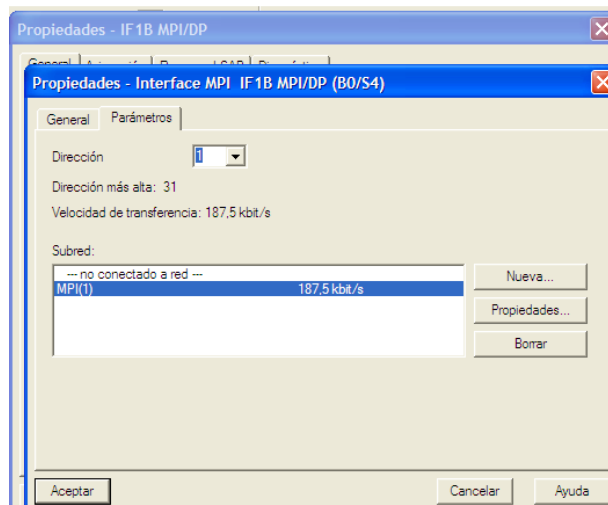 Propiedades - IF1B MPI/DP
General
Propiedades - Interface MPI IF1B MPI/DP (B0/S4)
General Parámetros
Dirección 1
Dirección más alta: 31
Velocidad de transferencia: 187,5 kbit/s
Subred:
--- no conectado a red ---
MPI(1) 187,5 kbit/s
Nueva...
Propiedades...
Borrar
Aceptar Cancelar Ayuda